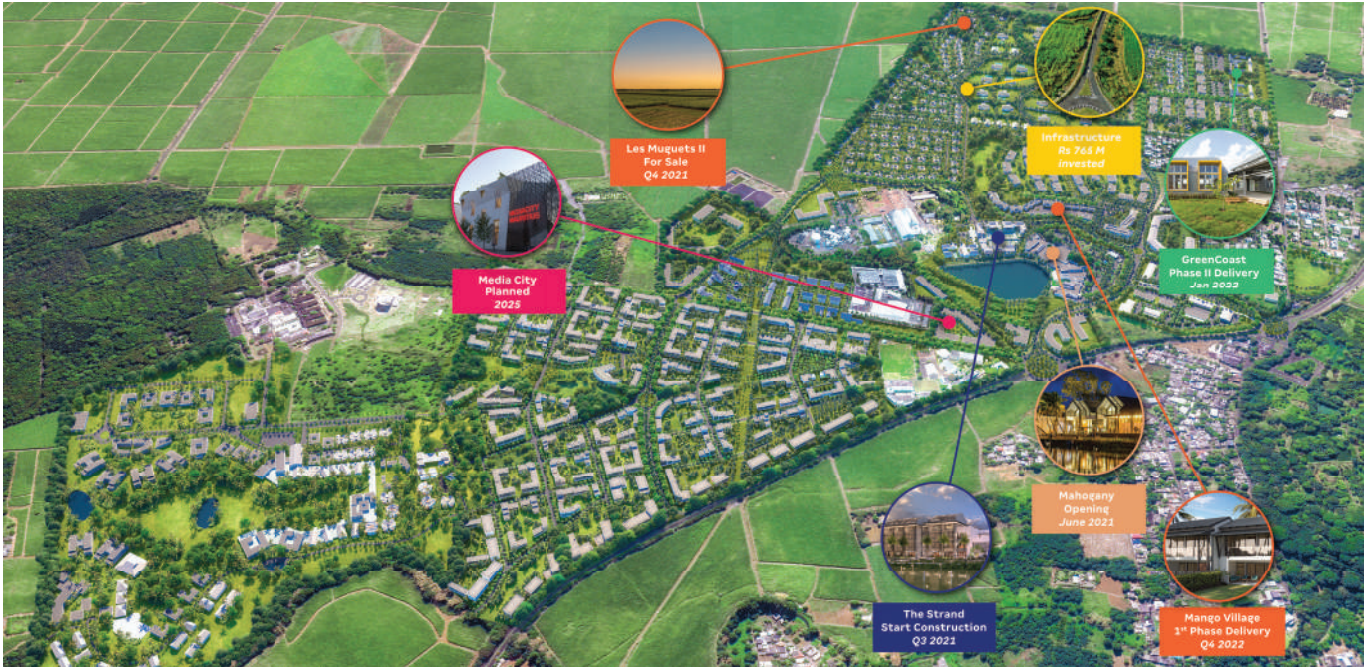 Les Muguets II
For Sale
Q4 2021
Infrastructure
Rs 765 M
invested
MEDIACITY
MAURITIUS
Media City
Planned
2025
GreenCoast
Phase II Delivery
Jan 2022
Mahogany
Opening
June 2021
The Strand
Start Construction
Q3 2021
Mango Village
1st Phase Delivery
Q4 2022